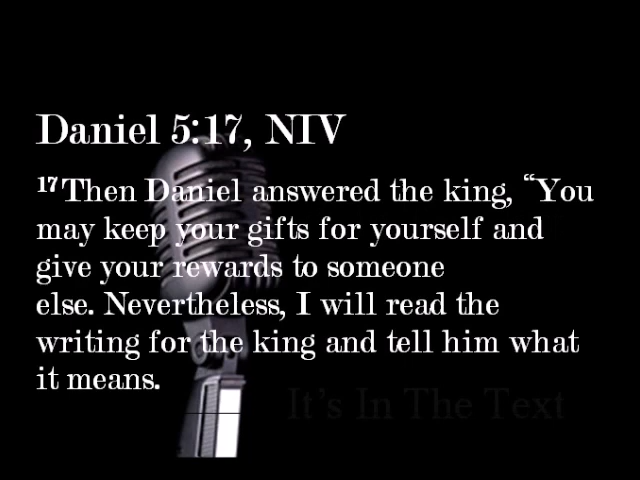 Daniel 5:17, NIV
17 Then Daniel answered the king, “You
may keep your gifts for yourself and
give your rewards to someone
else. Nevertheless, I will read the
writing for the king and tell him what
it means.
It's In The Text